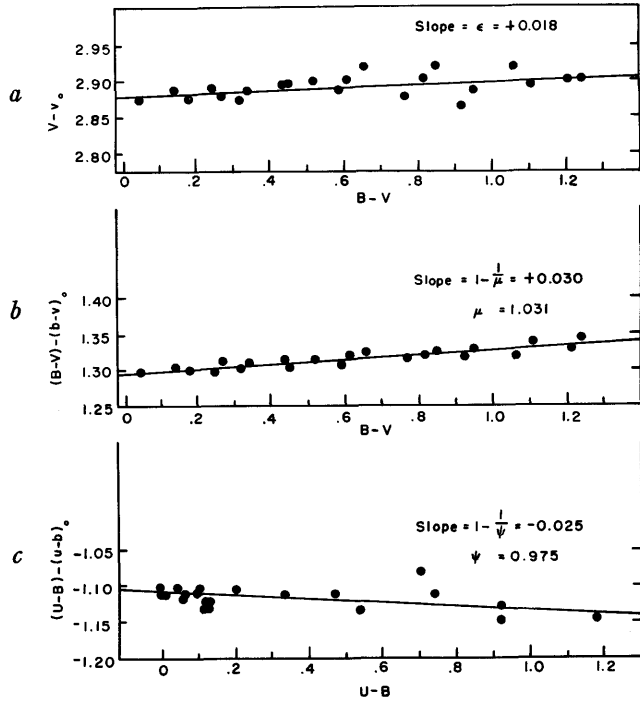 a
Slope = ϵ = +0.018
V – v₀
2.95
2.90
2.85
2.80
0 .2 .4 .6 .8 1.0 1.2
B – V
b
Slope = 1 – 1/μ = +0.030
μ = 1.031
(B–V) – (b–v)₀
1.40
1.35
1.30
1.25
0 .2 .4 .6 .8 1.0 1.2
B – V
c
Slope = 1 – 1/ψ = –0.025
ψ = 0.975
(U–B) – (u–b)₀
-1.05
-1.10
-1.15
-1.20
0 0.2 .4 .6 0.8 1.0 1.2
U – B